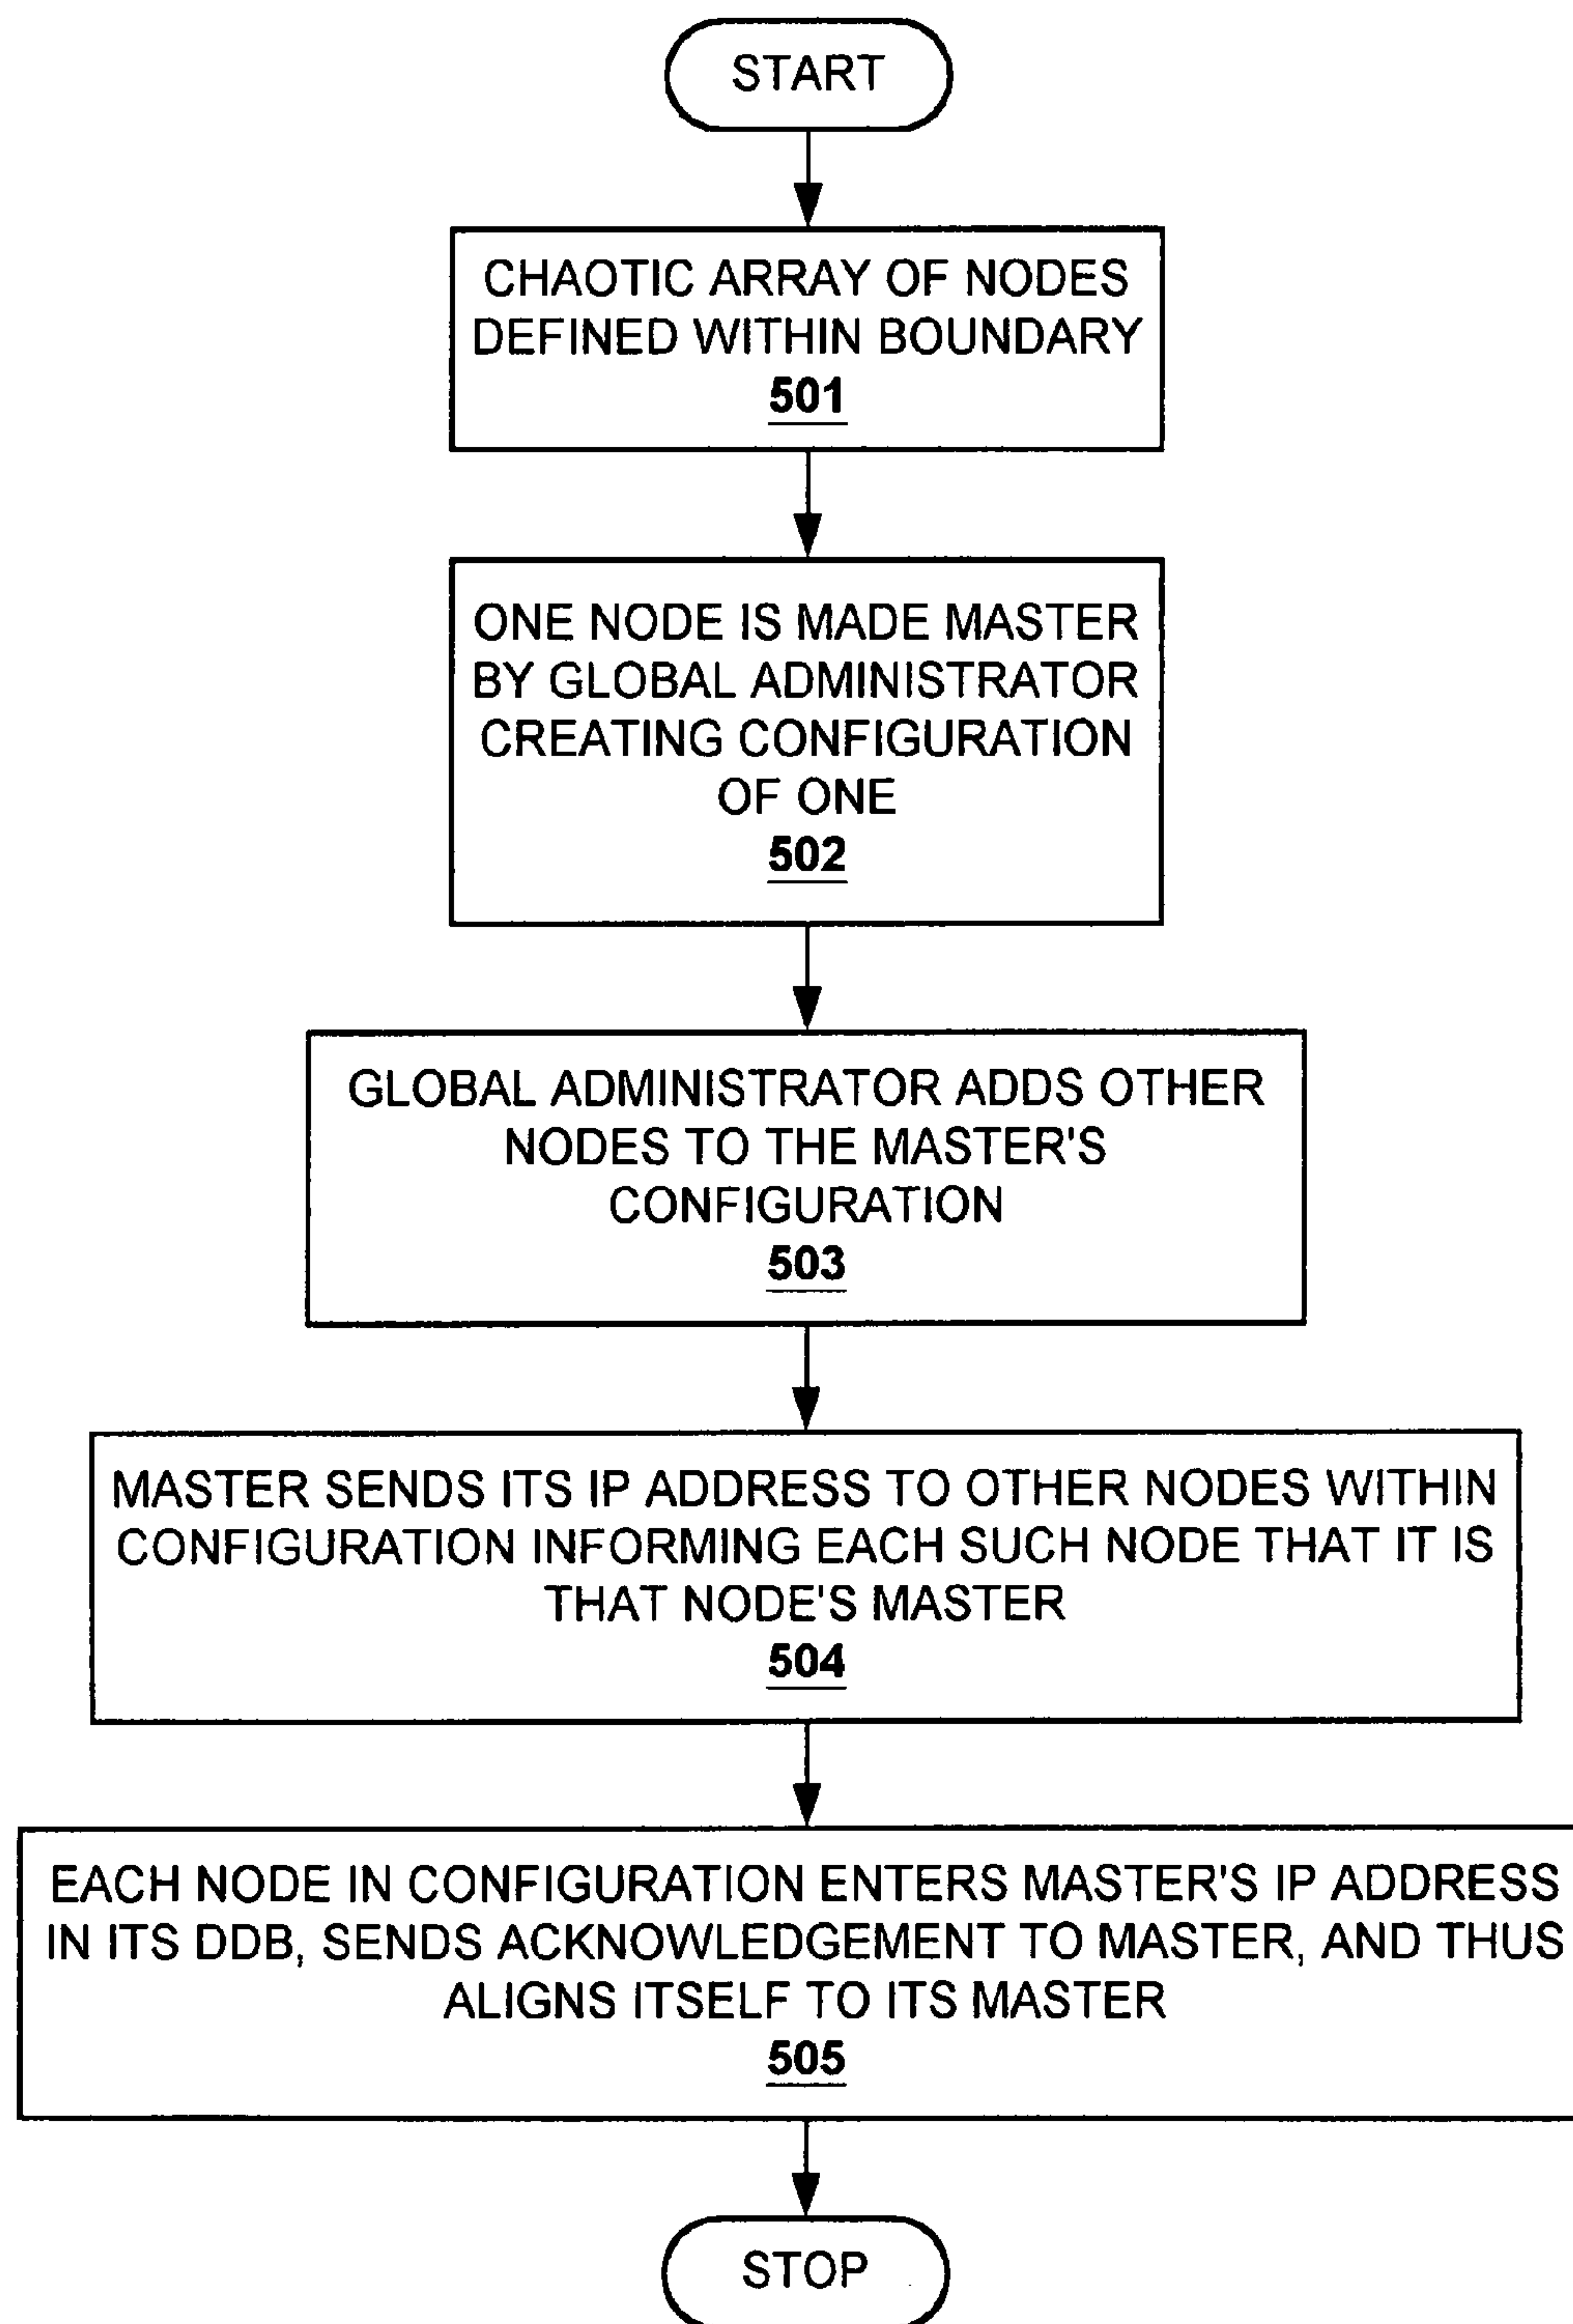 START
CHAOTIC ARRAY OF NODES
DEFINED WITHIN BOUNDARY
501
ONE NODE IS MADE MASTER
BY GLOBAL ADMINISTRATOR
CREATING CONFIGURATION
OF ONE
502
GLOBAL ADMINISTRATOR ADDS OTHER
NODES TO THE MASTER'S
CONFIGURATION
503
MASTER SENDS ITS IP ADDRESS TO OTHER NODES WITHIN
CONFIGURATION INFORMING EACH SUCH NODE THAT IT IS
THAT NODE'S MASTER
504
EACH NODE IN CONFIGURATION ENTERS MASTER'S IP ADDRESS
IN ITS DDB, SENDS ACKNOWLEDGEMENT TO MASTER, AND THUS
ALIGNS ITSELF TO ITS MASTER
505
STOP